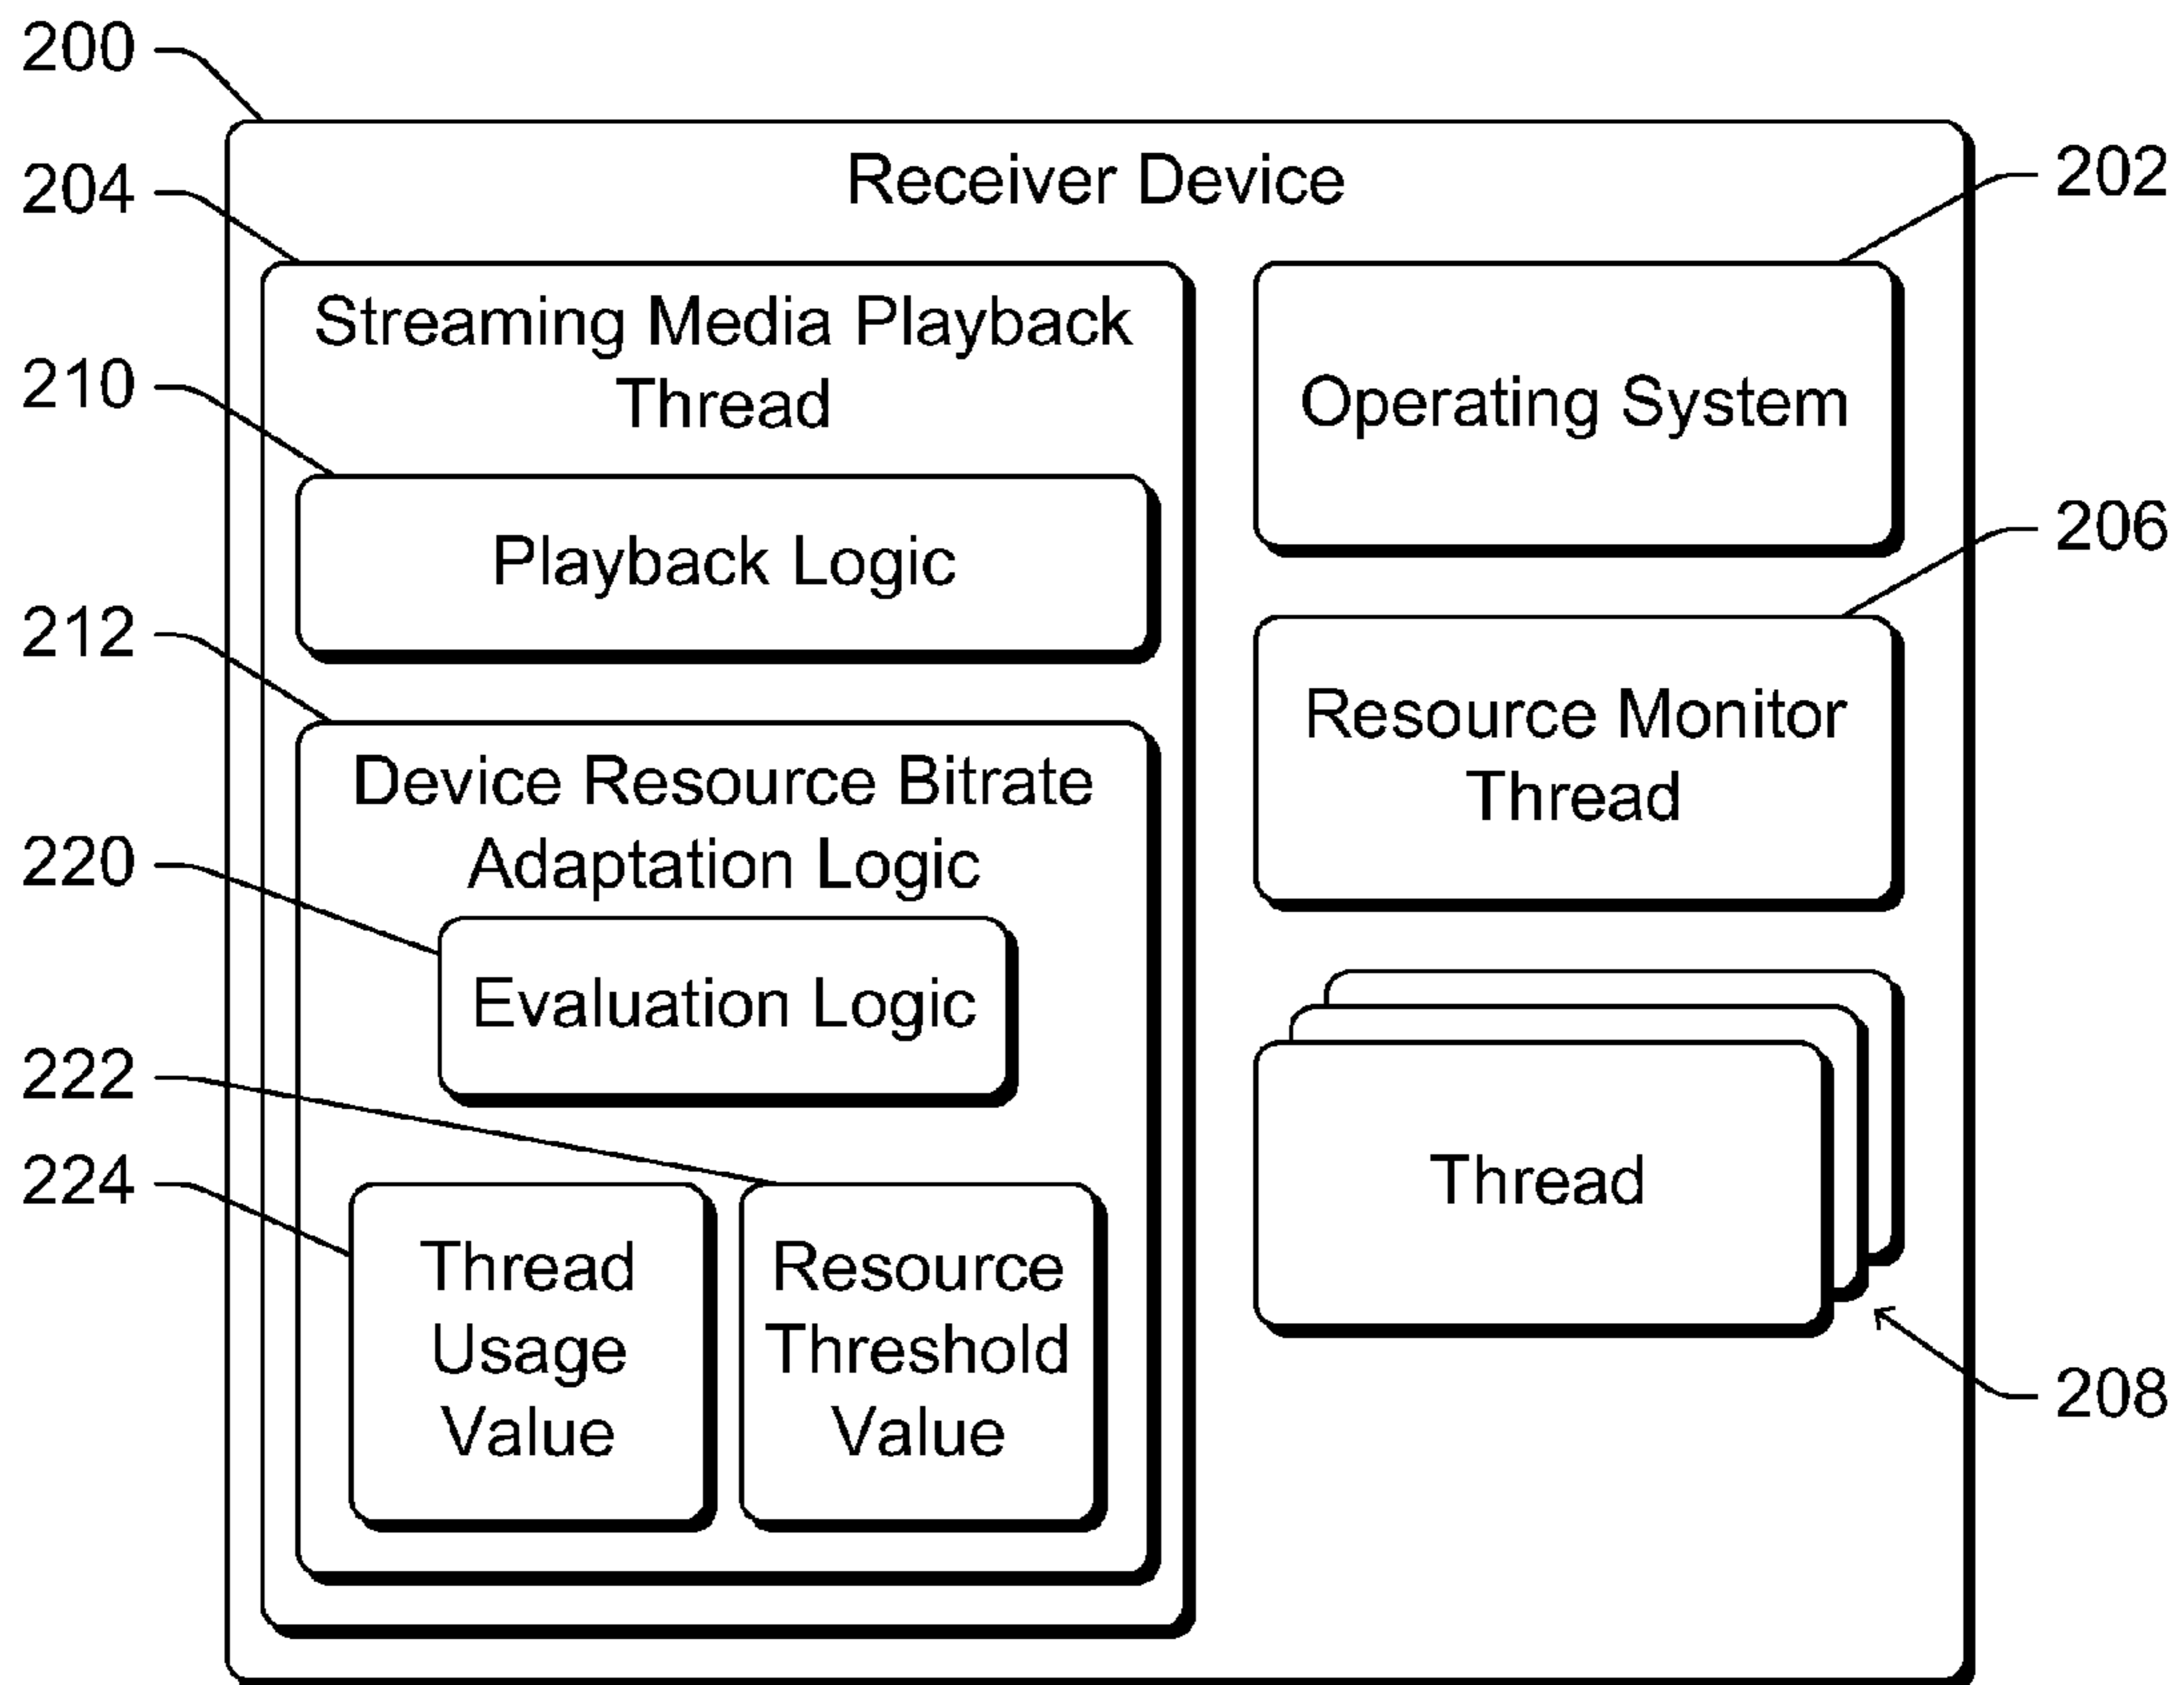 200
Receiver Device
204
202
Streaming Media Playback
Thread
210
Operating System
Playback Logic
206
212
Resource Monitor
Thread
Device Resource Bitrate
Adaptation Logic
220
Evaluation Logic
222
224
Thread
Thread
Usage
Value
Resource
Threshold
Value
208